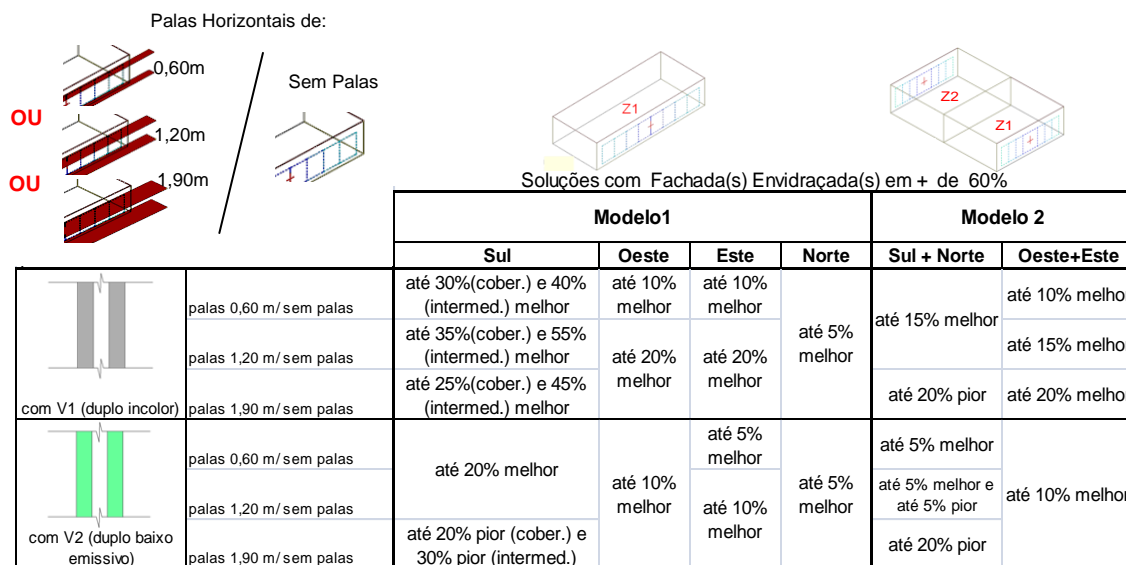 Palas Horizontais de:
0,60m
OU
1,20m
OU
1,90m
Sem Palas
Z1
Z2
Z1
Soluções com Fachada(s) Envidraçada(s) em + de 60%
Modelo1
Modelo 2
Sul
Oeste
Este
Norte
Sul + Norte
Oeste+Este
com V1 (duplo incolor)
palas 0,60 m/sem palas
até 30%(cober.) e 40%
(intermed.) melhor
até 10%
melhor
até 10%
melhor
até 5%
melhor
até 15% melhor
até 10% melhor
palas 1,20 m/sem palas
até 35%(cober.) e 55%
(intermed.) melhor
até 20%
melhor
até 20%
melhor
até 15% melhor
palas 1,90 m/sem palas
até 25%(cober.) e 45%
(intermed.) melhor
até 20% pior
até 20% melhor
com V2 (duplo baixo
emissivo)
palas 0,60 m/sem palas
até 20% melhor
até 10%
melhor
até 5%
melhor
até 5%
melhor
até 5% melhor
até 10% melhor
palas 1,20 m/sem palas
até 10%
melhor
até 5% melhor e
até 5% pior
palas 1,90 m/sem palas
até 20% pior (cober.) e
30% pior (intermed.)
até 20% pior